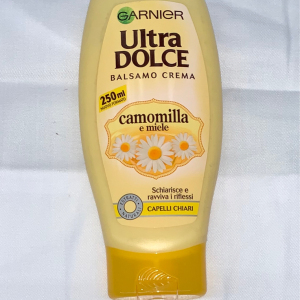 GARNIER
Ultra
DOLCE
BALSAMO CREMA
250ml
camomilla
e miele
Schiarisce e
ravviva i riflessi
CAPELLI CHIARI